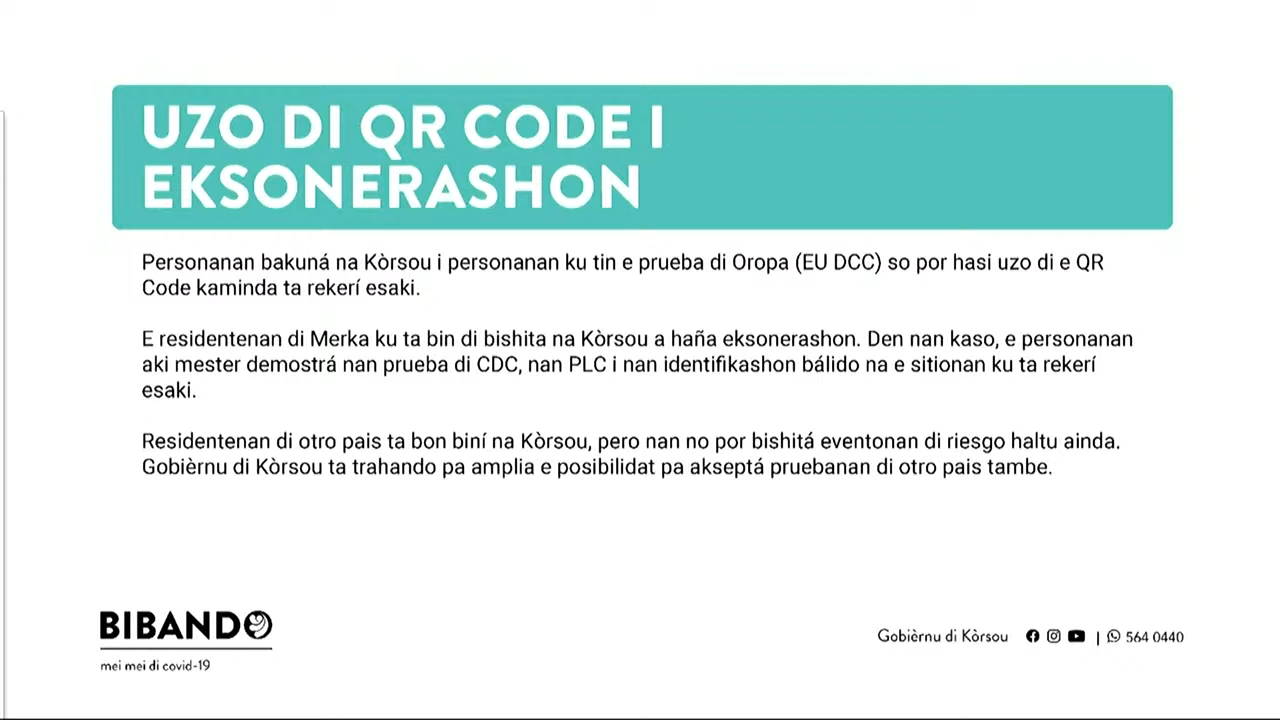 UZO DI QR CODE I
EKSONERASHON
Personanan bakuná na Kòrsou i personanan ku tin e prueba di Oropa (EU DCC) so por hasi uzo di e QR
Code kaminda ta rekerí esaki.
E residentenan di Merka ku ta bin di bishita na Kòrsou a haña eksonerashon. Den nan kaso, e personanan
aki mester demostrá nan prueba di CDC, nan PLC i nan identifikashon bálido na e sitionan ku ta rekerí
esaki.
Residentenan di otro pais ta bon biní na Kòrsou, pero nan no por bishitá eventonan di riesgo haltu ainda.
Gobièrnu di Kòrsou ta trahando pa amplia e posibilidat pa akseptá pruebanan di otro pais tambe.
BIBANDO
mei mei di covid-19
Gobièrnu di Kòrsou | 564 0440